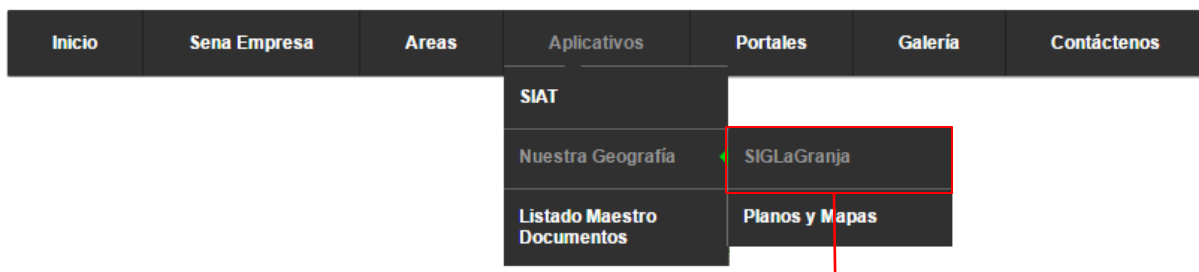 Inicio Sena Empresa Areas Aplicativos Portales Galería Contáctenos
SIAT
Nuestra Geografía SIGLaGranja
Listado Maestro Planos y Mapas
Documentos